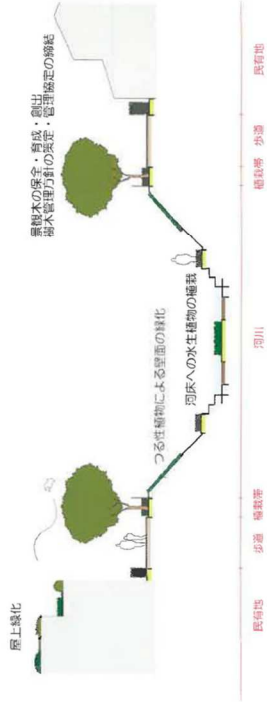 屋上緑化
景観木の保全・育成・創出
樹木管理方針の策定・管理協定の締結
つる性植物による壁面の緑化
河床への水生植物の植栽
民有地
歩道
植栽帯
河川
植栽帯
歩道
民有地